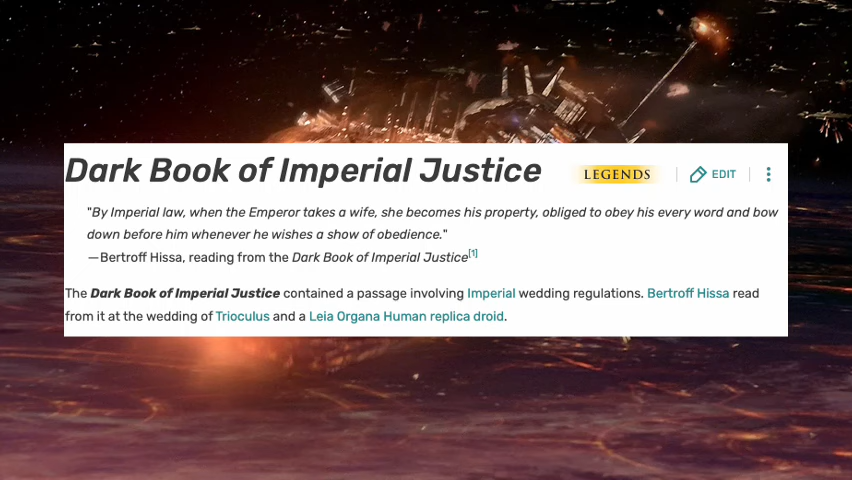 Dark Book of Imperial Justice LEGENDS EDIT
"By Imperial law, when the Emperor takes a wife, she becomes his property, obliged to obey his every word and bow
down before him whenever he wishes a show of obedience."
—Bertroff Hissa, reading from the Dark Book of Imperial Justice[1]
The Dark Book of Imperial Justice contained a passage involving Imperial wedding regulations. Bertroff Hissa read
from it at the wedding of Trioculus and a Leia Organa Human replica droid.